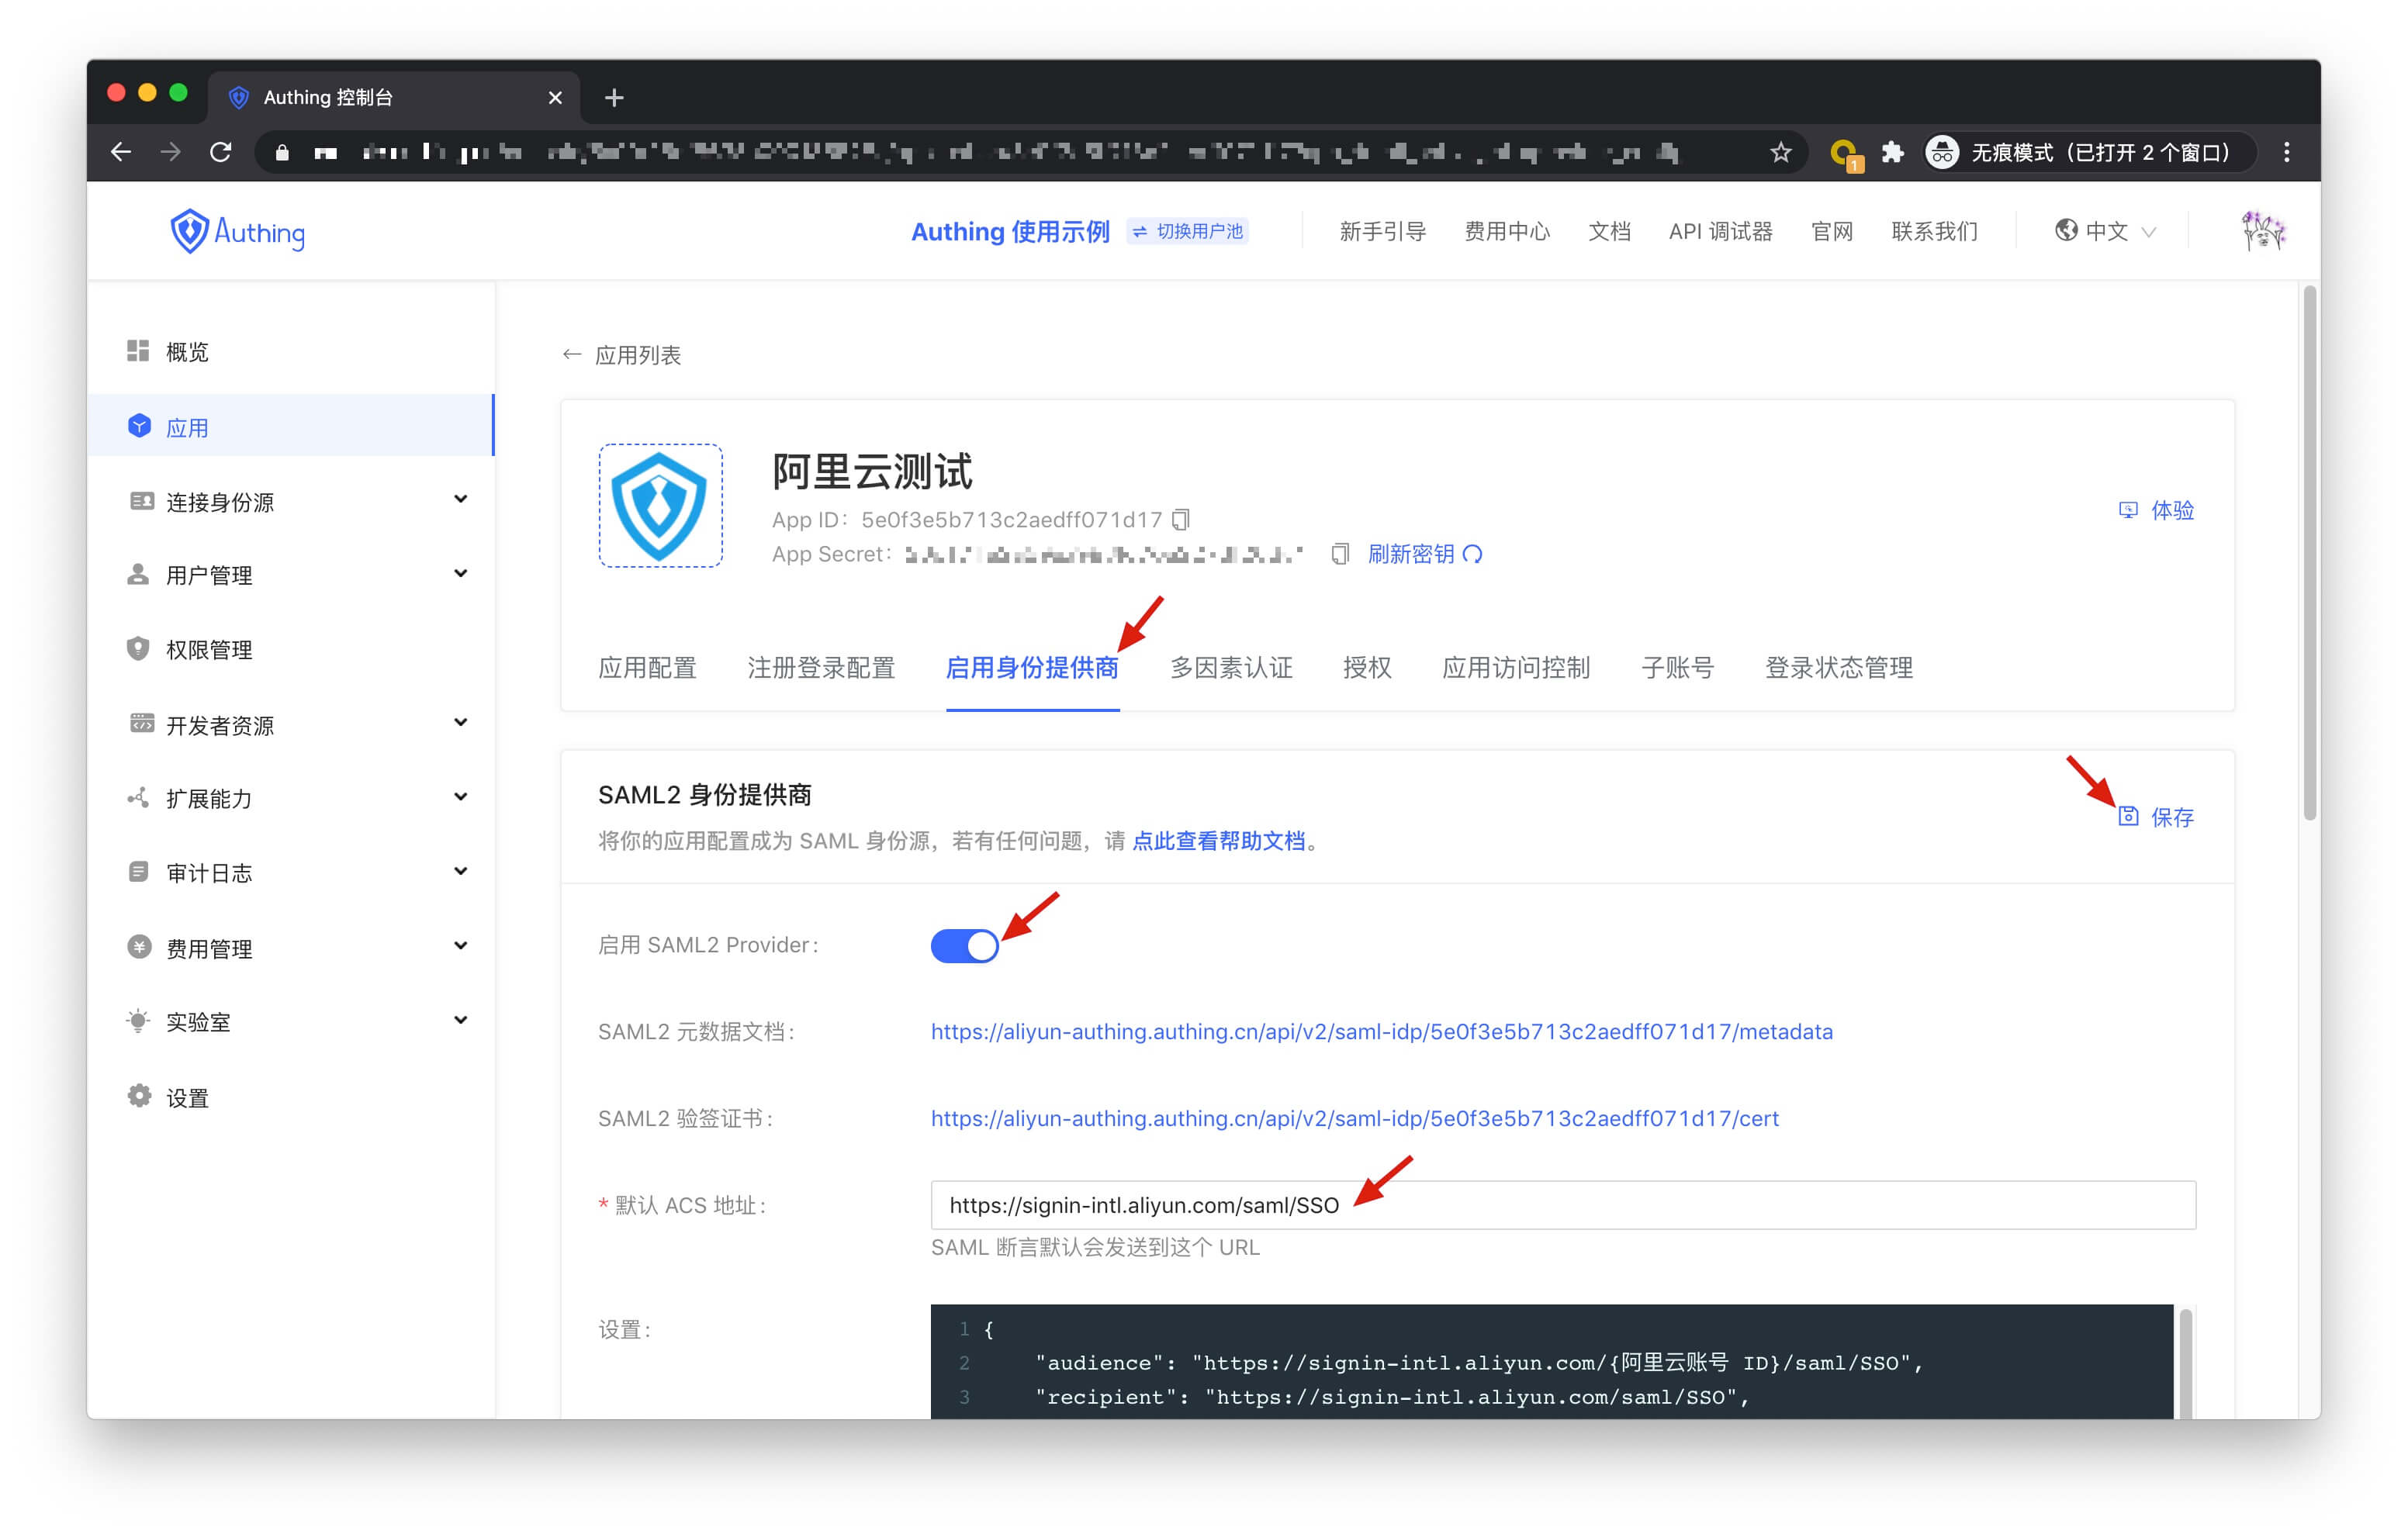 Authing 控制台
无痕模式（已打开 2 个窗口）
1
Authing
Authing 使用示例
切换用户池
新手引导
费用中心
文档
API 调试器
官网
联系我们
中文
概览
应用
连接身份源
用户管理
权限管理
开发者资源
扩展能力
审计日志
费用管理
实验室
设置
应用列表
阿里云测试
App ID：5e0f3e5b713c2aedff071d17
App Secret：
刷新密钥
体验
应用配置
注册登录配置
启用身份提供商
多因素认证
授权
应用访问控制
子账号
登录状态管理
SAML2 身份提供商
将你的应用配置成为 SAML 身份源，若有任何问题，请 点此查看帮助文档。
保存
启用 SAML2 Provider：
SAML2 元数据文档：
https://aliyun-authing.authing.cn/api/v2/saml-idp/5e0f3e5b713c2aedff071d17/metadata
SAML2 验签证书：
https://aliyun-authing.authing.cn/api/v2/saml-idp/5e0f3e5b713c2aedff071d17/cert
* 默认 ACS 地址：
https://signin-intl.aliyun.com/saml/SSO
SAML 断言默认会发送到这个 URL
设置：
1 {
2 "audience": "https://signin-intl.aliyun.com/{阿里云账号 ID}/saml/SSO",
3 "recipient": "https://signin-intl.aliyun.com/saml/SSO",